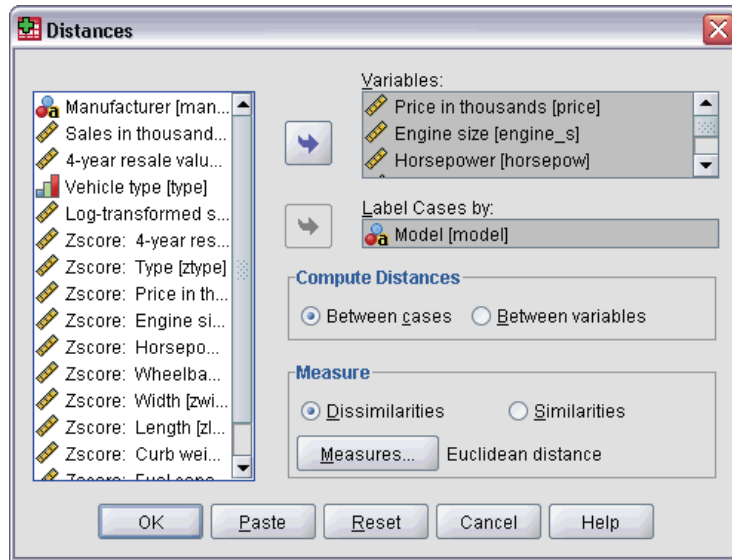 Distances
Manufacturer [man...
Sales in thousand...
4-year resale valu...
Vehicle type [type]
Log-transformed s...
Zscore: 4-year res...
Zscore: Type [ztype]
Zscore: Price in th...
Zscore: Engine si...
Zscore: Horsepo...
Zscore: Wheelba...
Zscore: Width [zwi...
Zscore: Length [zl...
Zscore: Curb wei...
Zscore: Fuel capa...
Variables:
Price in thousands [price]
Engine size [engine_s]
Horsepower [horsepow]
Label Cases by:
Model [model]
Compute Distances
Between cases
Between variables
Measure
Dissimilarities
Similarities
Measures...
Euclidean distance
OK
Paste
Reset
Cancel
Help